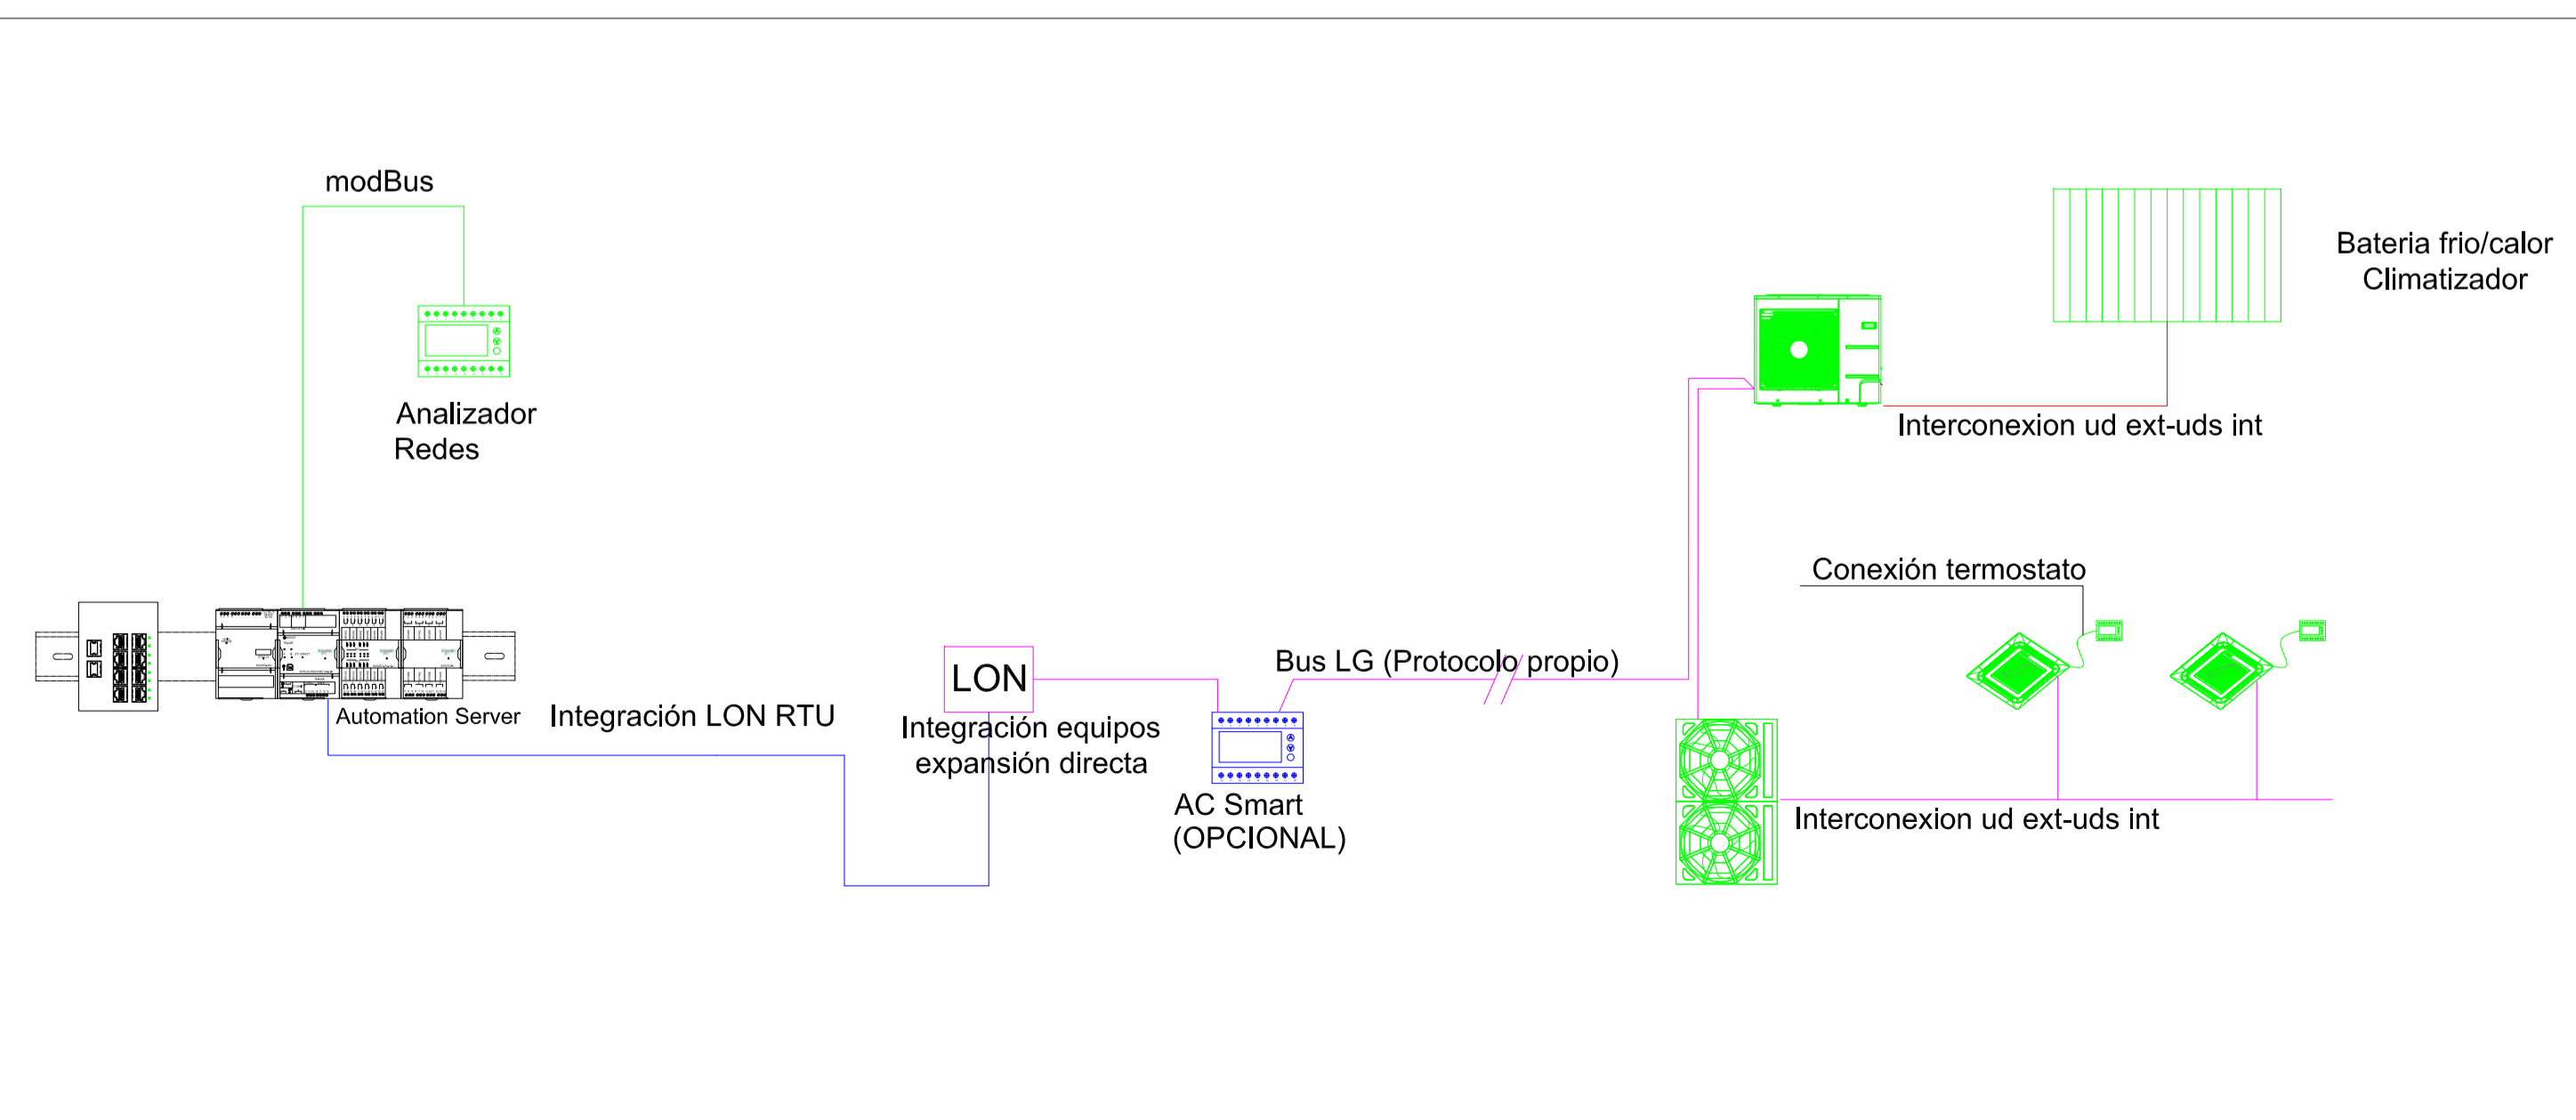 modBus
Bateria frio/calor
Climatizador
Analizador
Redes
Interconexion ud ext-uds int
Conexión termostato
LON
Bus LG (Protocolo propio)
Automation Server
Integración LON RTU
Integración equipos
expansión directa
AC Smart
(OPCIONAL)
Interconexion ud ext-uds int